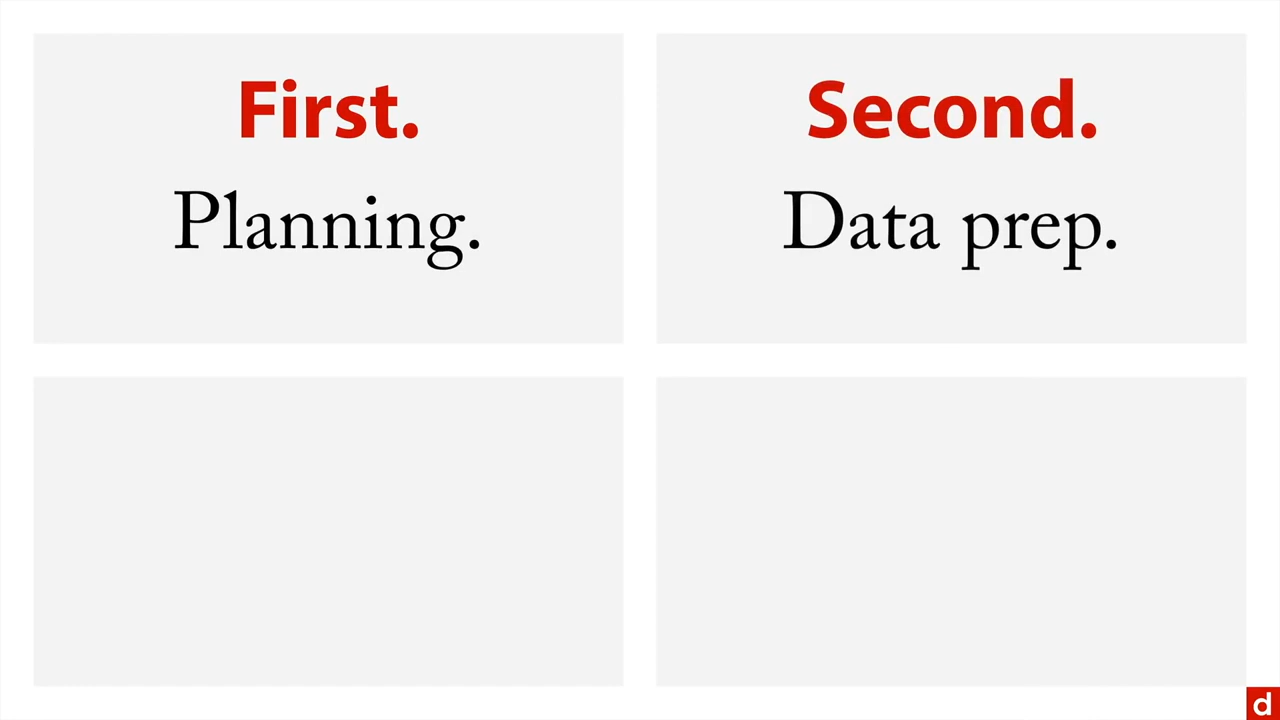 First.
Planning.
Second.
Data prep.
d